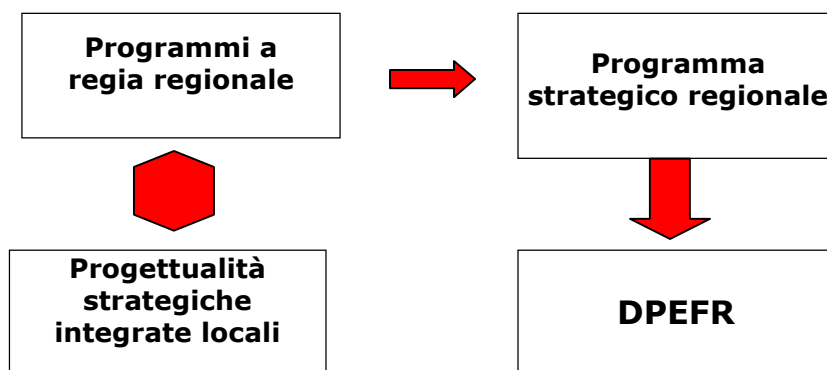 Programmi a
regia regionale
Programma
strategico regionale
Progettualità
strategiche
integrate locali
DPEFR